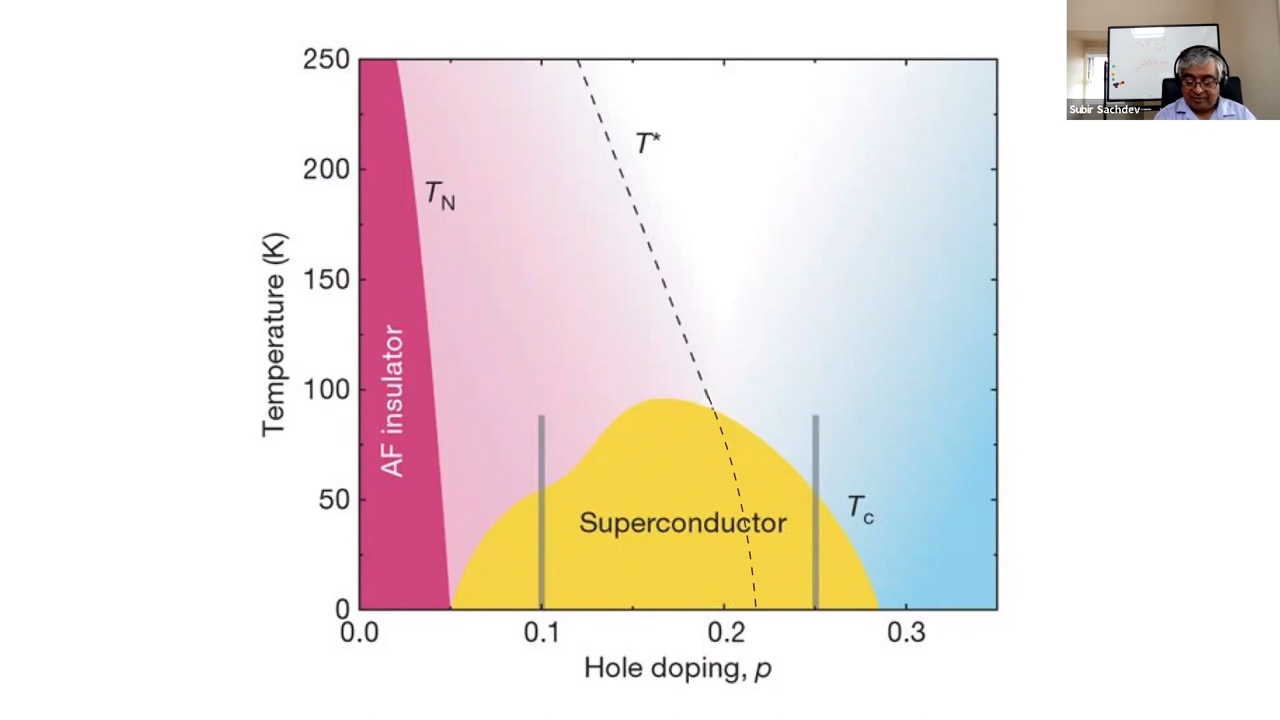 Subir Sachdev
250
200
150
100
50
0
Temperature (K)
T*
T_N
AF insulator
Superconductor
T_c
0.0
0.1
0.2
0.3
Hole doping, p